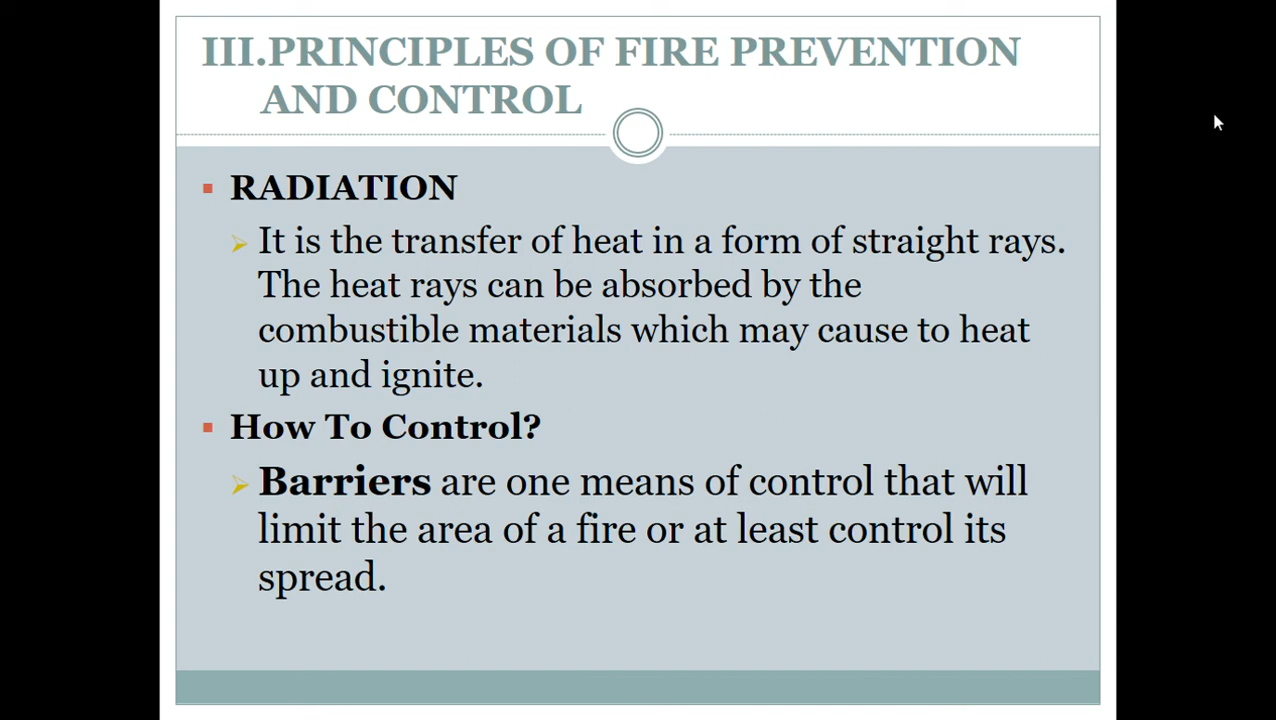 III.PRINCIPLES OF FIRE PREVENTION
AND CONTROL
RADIATION
It is the transfer of heat in a form of straight rays.
The heat rays can be absorbed by the
combustible materials which may cause to heat
up and ignite.
How To Control?
Barriers are one means of control that will
limit the area of a fire or at least control its
spread.